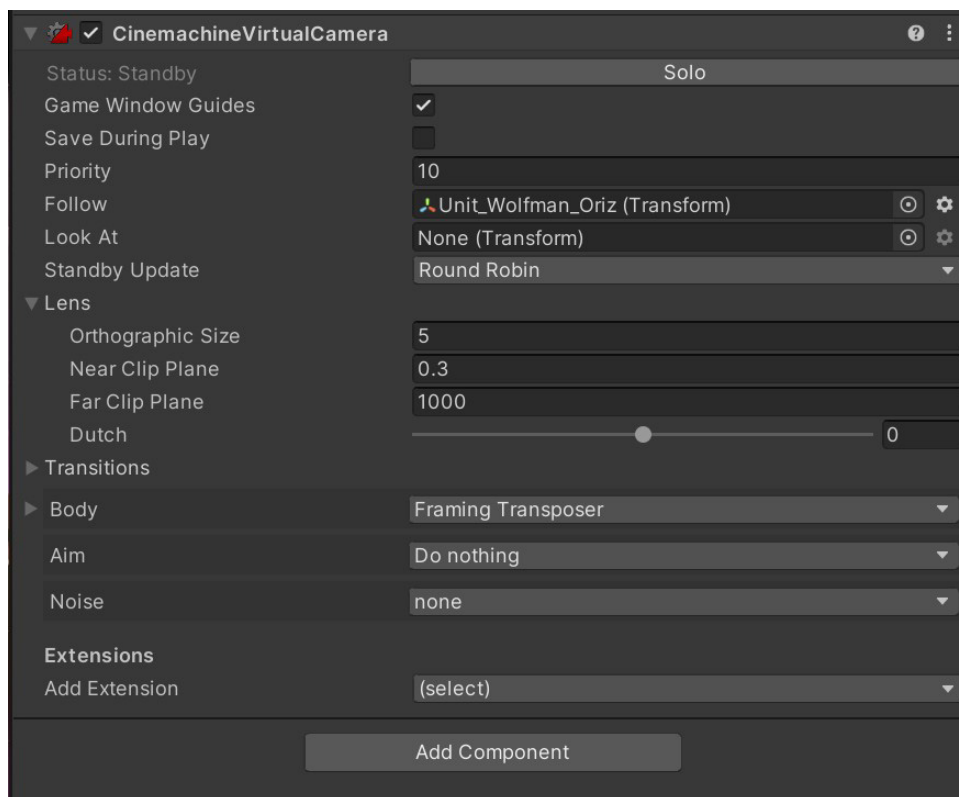 CinemachineVirtualCamera
Status: Standby Solo
Game Window Guides
Save During Play
Priority 10
Follow Unit_Wolfman_Oriz (Transform)
Look At None (Transform)
Standby Update Round Robin
Lens
Orthographic Size 5
Near Clip Plane 0.3
Far Clip Plane 1000
Dutch 0
Transitions
Body Framing Transposer
Aim Do nothing
Noise none
Extensions
Add Extension (select)
Add Component